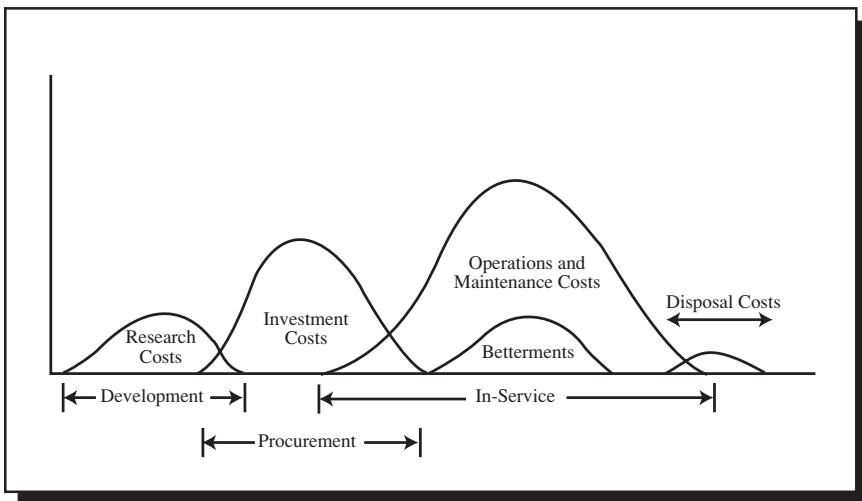 Research
Costs
Investment
Costs
Operations and
Maintenance Costs
Betterments
Disposal Costs
Development
In-Service
Procurement